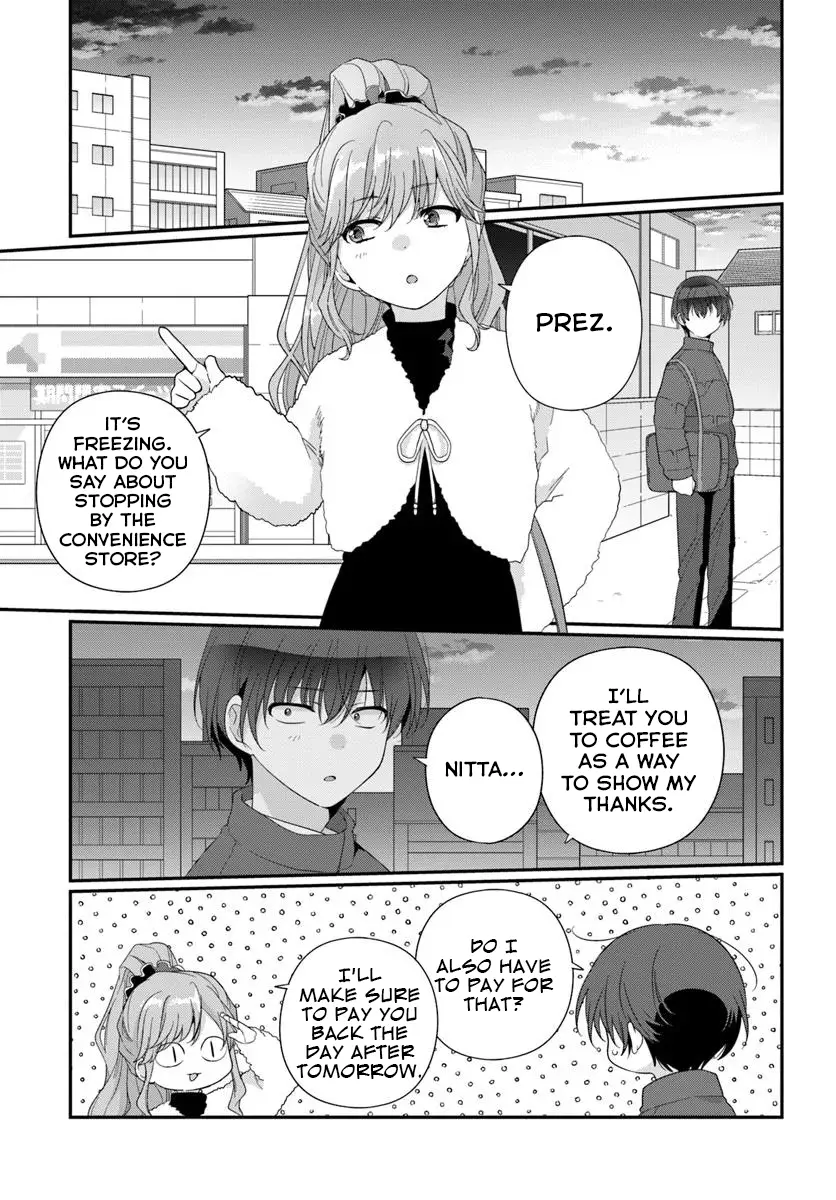 PREZ.
IT'S
FREEZING.
WHAT DO YOU
SAY ABOUT
STOPPING
BY THE
CONVENIENCE
STORE?
I'LL
TREAT YOU
TO COFFEE
AS A WAY
TO SHOW MY
THANKS.
NITTA...
DO I
ALSO HAVE
TO PAY FOR
THAT?
I'LL
MAKE SURE
TO PAY YOU
BACK THE
DAY AFTER
TOMORROW.